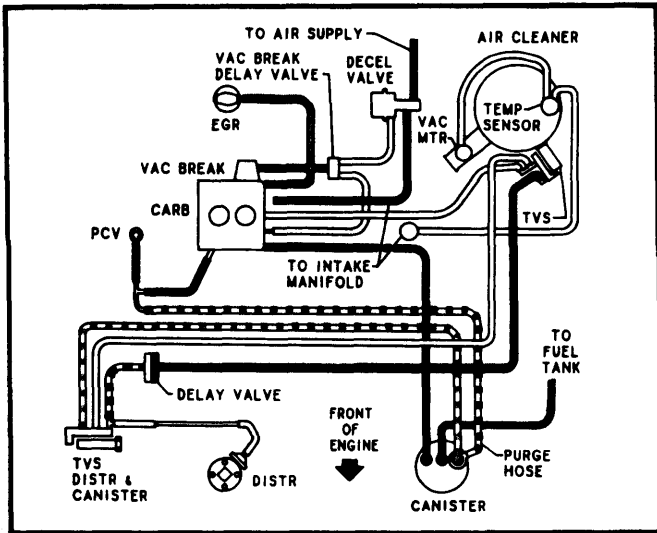 TO AIR SUPPLY
AIR CLEANER
VAC BREAK
DELAY VALVE
DECEL
VALVE
EGR
TEMP
SENSOR
VAC
MTR
VAC BREAK
CARB
TVS
PCV
TO INTAKE
MANIFOLD
TO
FUEL
TANK
DELAY VALVE
FRONT
OF
ENGINE
PURGE
HOSE
TVS
DISTR &
CANISTER
DISTR
CANISTER